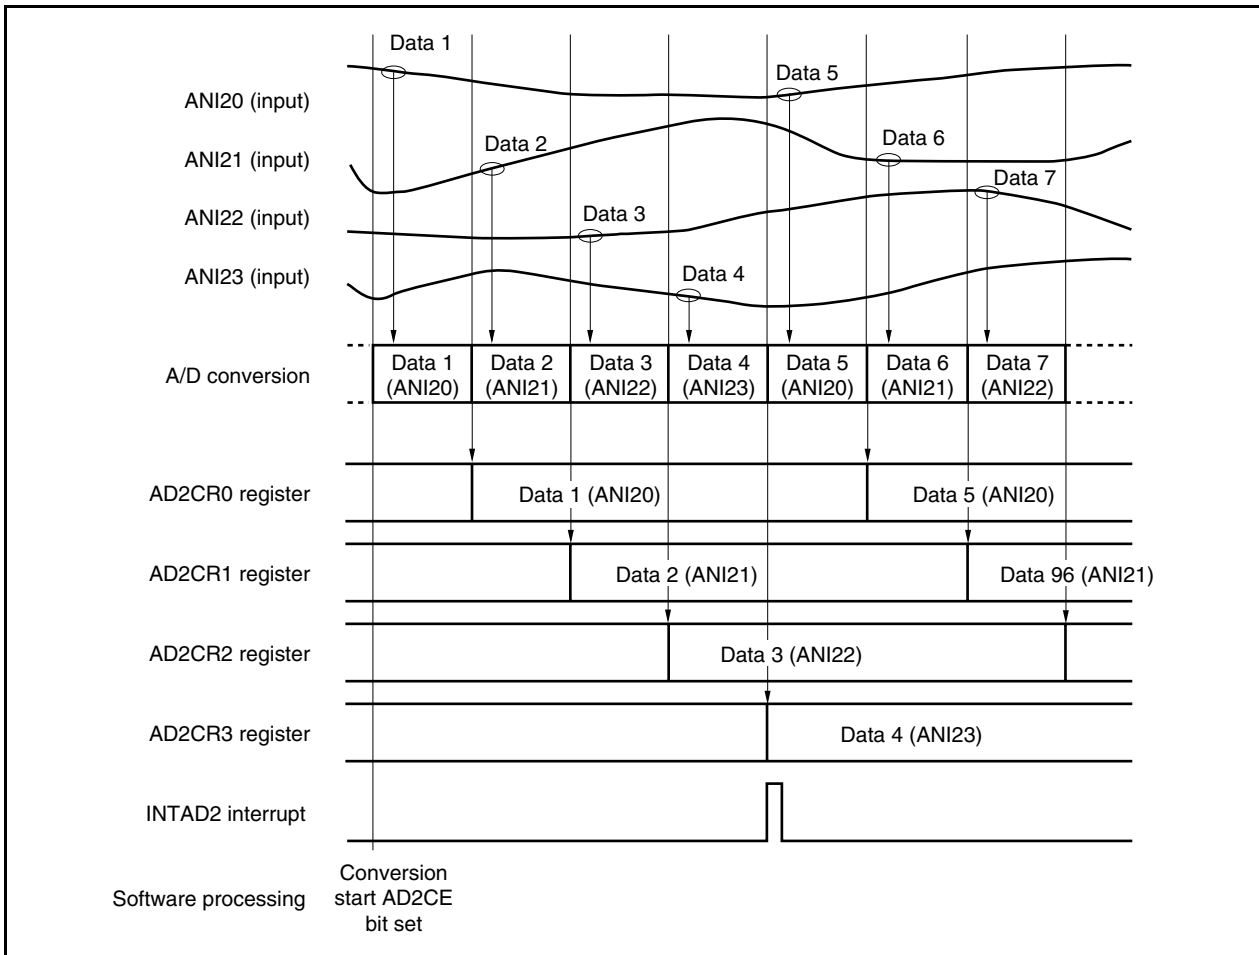 Data 1
Data 5
ANI20 (input)
Data 2
Data 6
ANI21 (input)
Data 7
ANI22 (input)
Data 3
ANI23 (input)
Data 4
A/D conversion
Data 1
(ANI20)
Data 2
(ANI21)
Data 3
(ANI22)
Data 4
(ANI23)
Data 5
(ANI20)
Data 6
(ANI21)
Data 7
(ANI22)
AD2CR0 register
Data 1 (ANI20)
Data 5 (ANI20)
AD2CR1 register
Data 2 (ANI21)
Data 96 (ANI21)
AD2CR2 register
Data 3 (ANI22)
AD2CR3 register
Data 4 (ANI23)
INTAD2 interrupt
Software processing
Conversion
start AD2CE
bit set